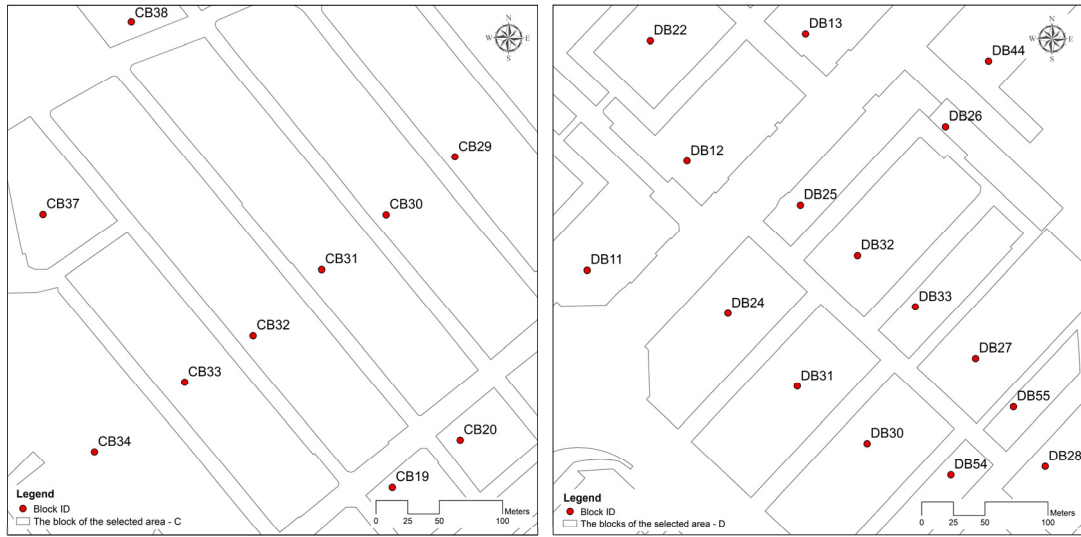 CB38
N
W E
S
CB29
CB37
CB30
CB31
CB32
CB33
CB20
CB34
CB19
Legend
Block ID
The block of the selected area - C
Meters
0 25 50 100
DB13
DB22
N
W E
S
DB44
DB26
DB12
DB25
DB32
DB11
DB33
DB24
DB27
DB31
DB55
DB30
DB28
DB54
Legend
Block ID
The blocks of the selected area - D
Meters
0 25 50 100